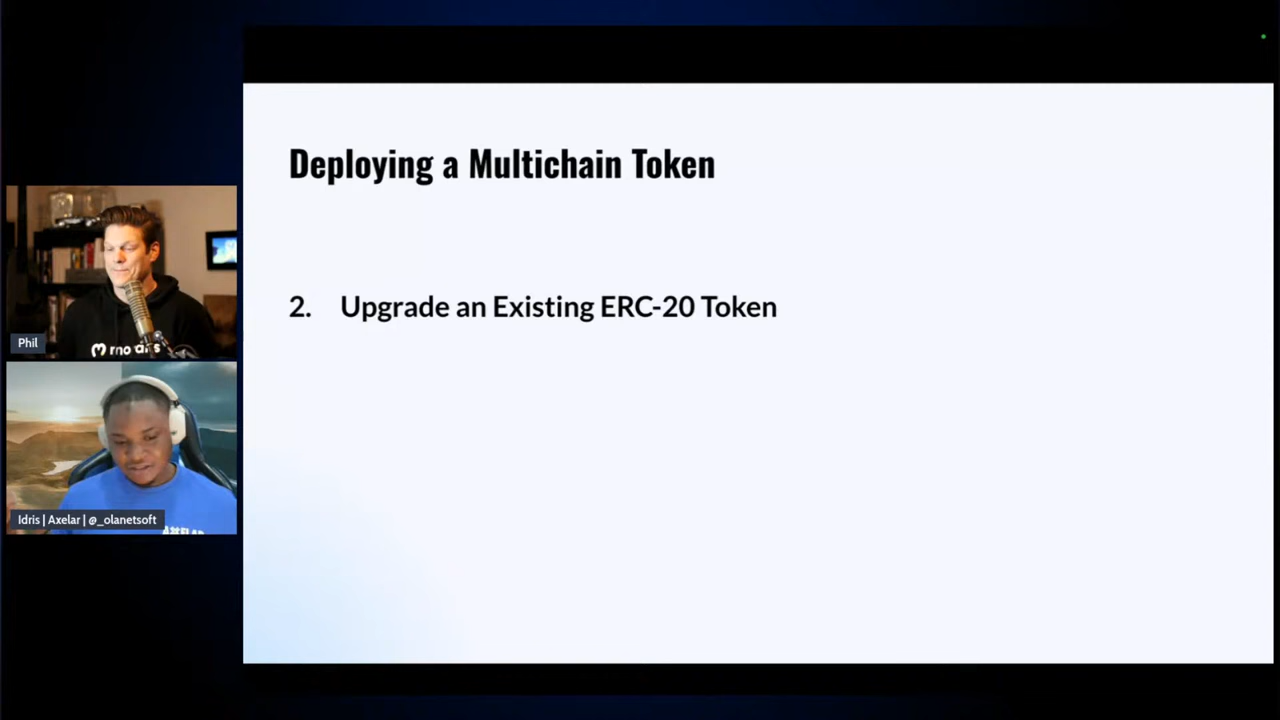 Deploying a Multichain Token
2. Upgrade an Existing ERC-20 Token
Phil
Idris | Axelar | @_olanetsoft